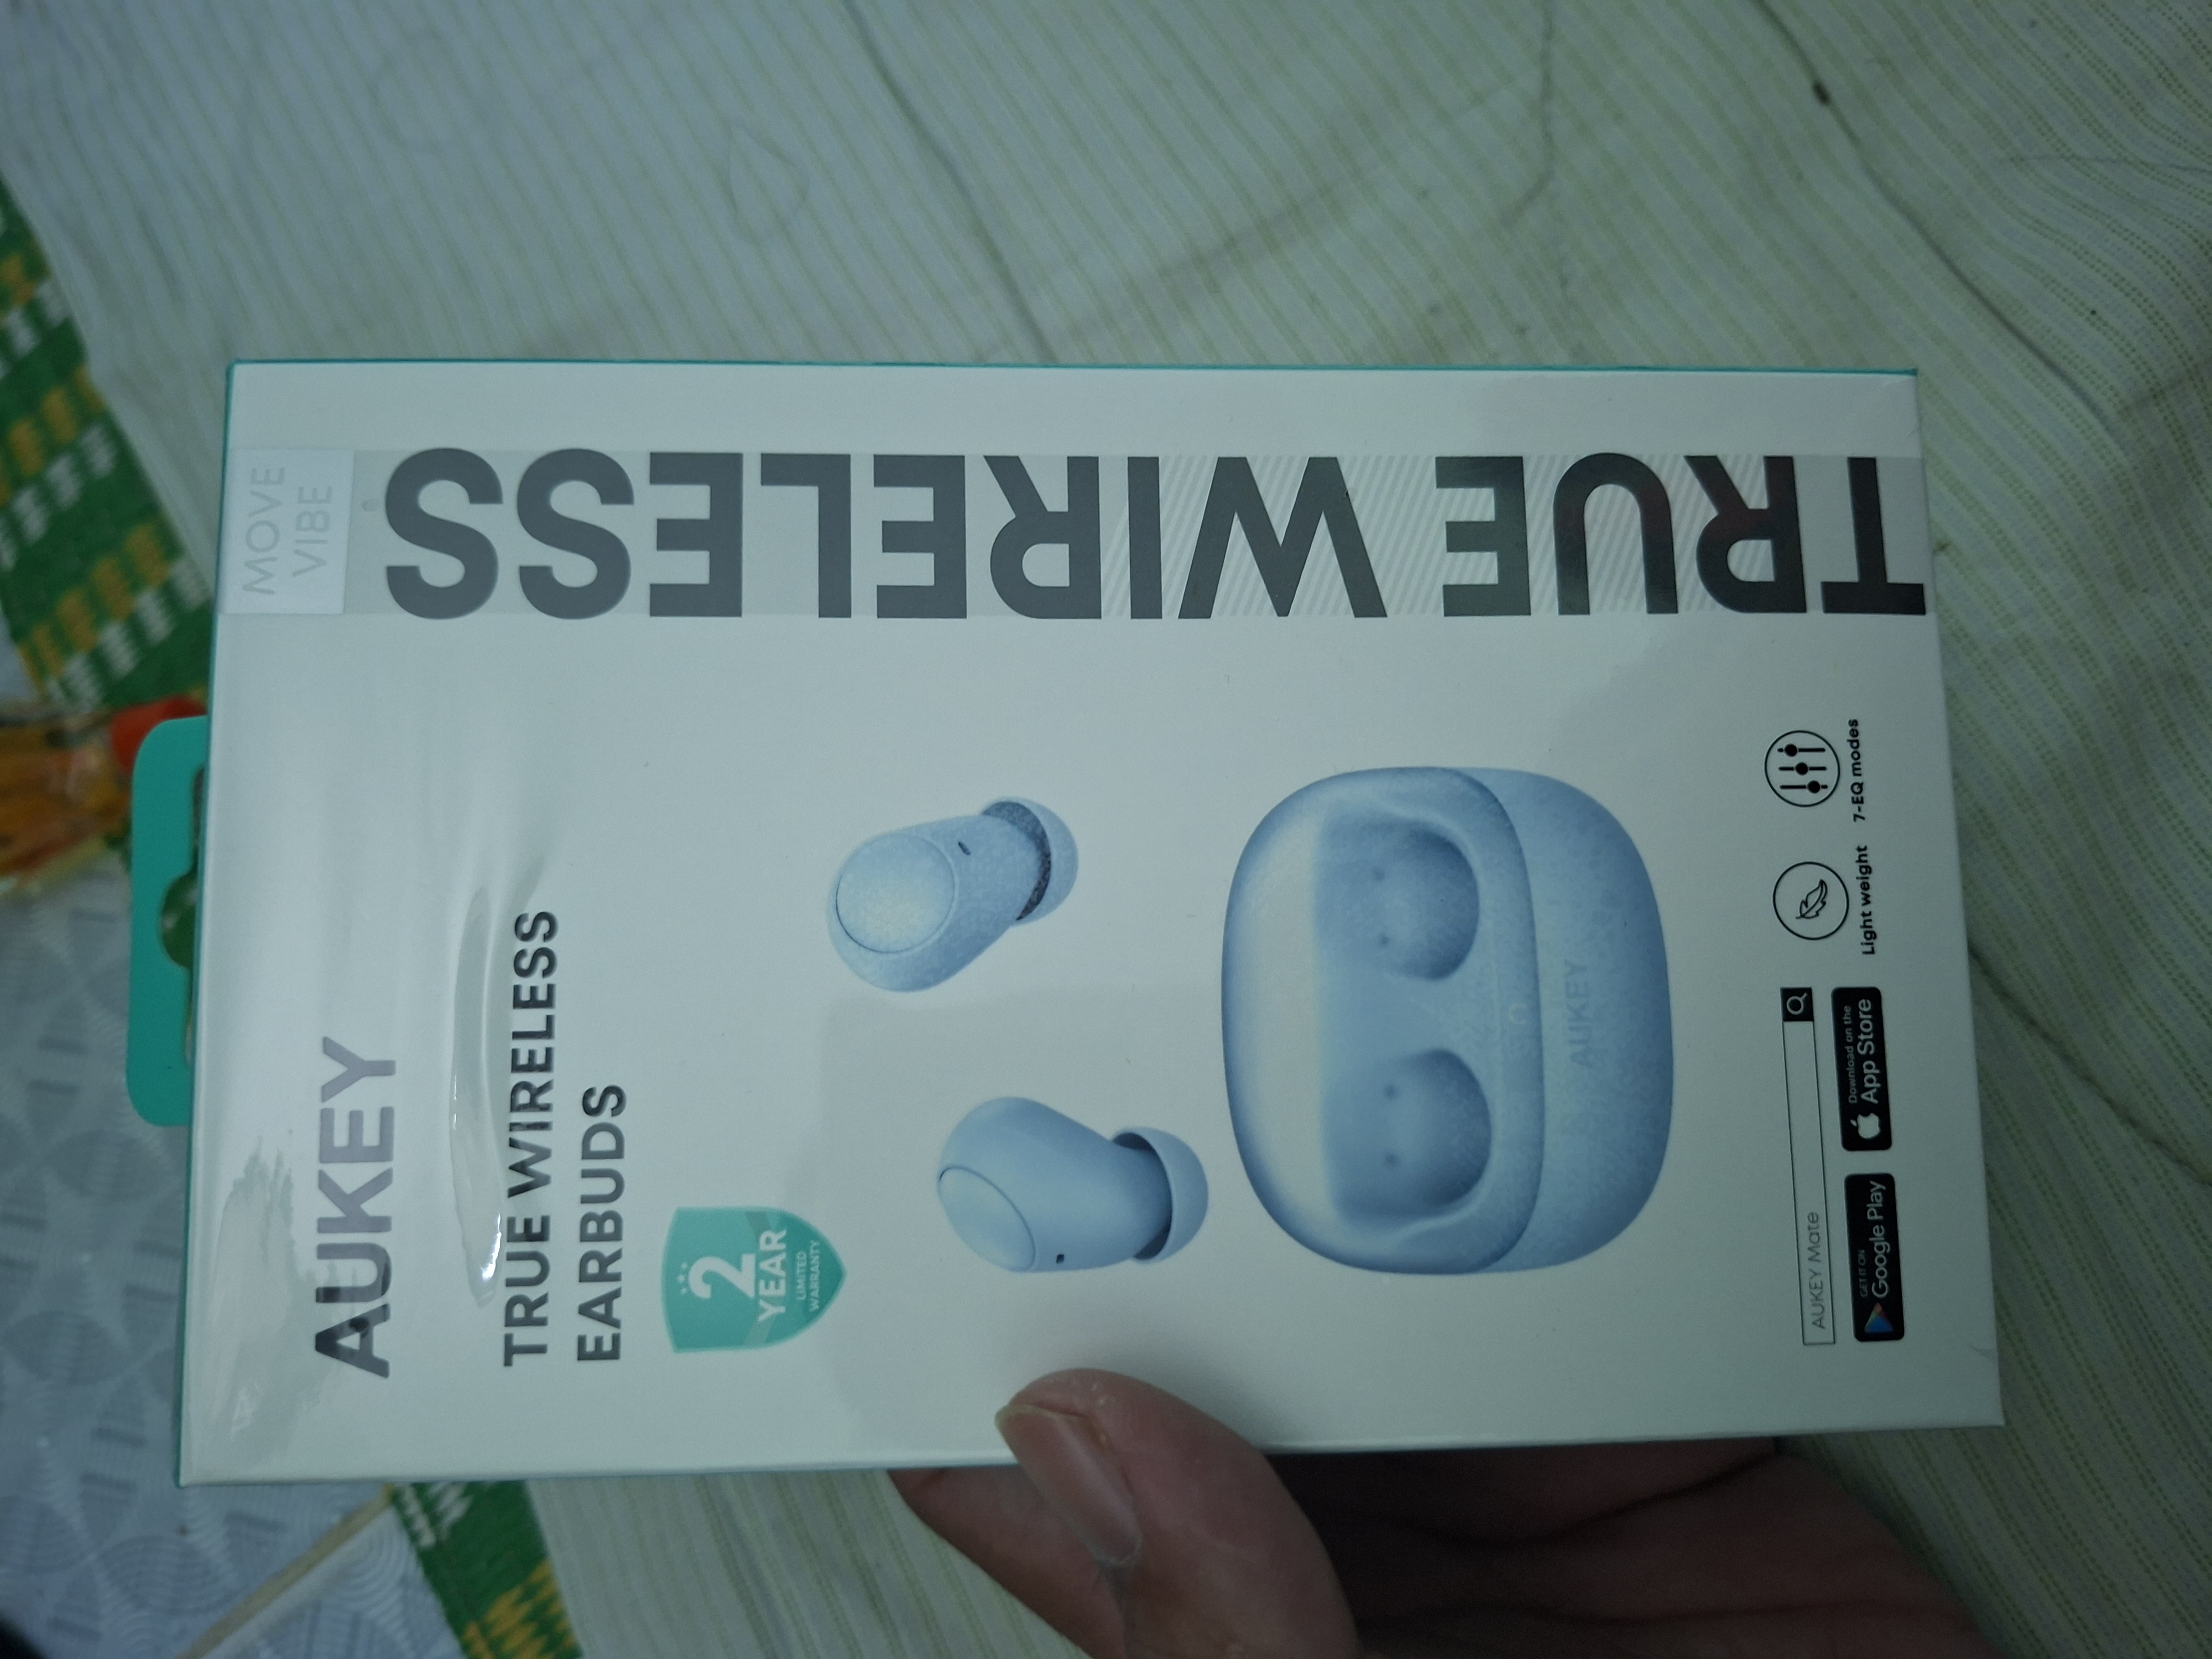 AUKEY
TRUE WIRELESS
EARBUDS
2
YEAR
LIMITED
WARRANTY
MOVE
VIBE
TRUE WIRELESS
AUKEY
AUKEY Mate
GET IT ON
Google Play
Download on the
App Store
Light weight
7-EQ modes